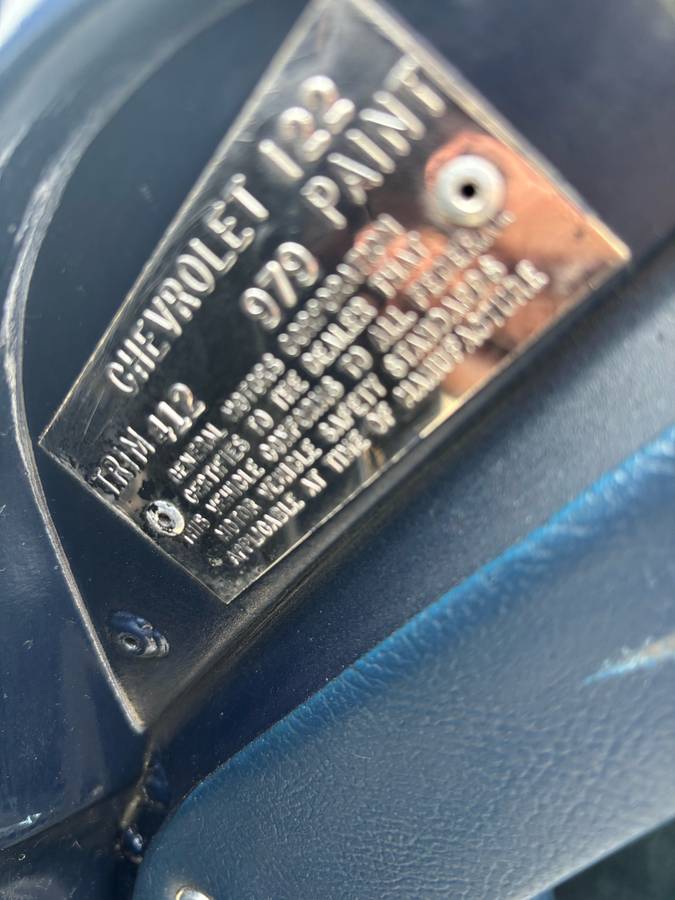 CHEVROLET 122
TRIM 412 979 PAINT
GENERAL MOTORS CORPORATION
CERTIFIES TO THE DEALER THAT
THIS VEHICLE CONFORMS TO ALL FEDERAL
MOTOR VEHICLE SAFETY STANDARDS
APPLICABLE AT TIME OF MANUFACTURE